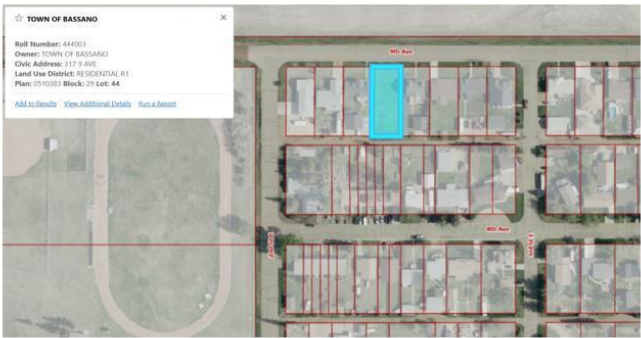 TOWN OF BASSANO
Roll Number: 444003
Owner: TOWN OF BASSANO
Civic Address: 317 9 AVE
Land Use District: RESIDENTIAL R1
Plan: 0510383 Block: 29 Lot: 44
Add to Results View Additional Details Run a Report
9th Ave
8th Ave